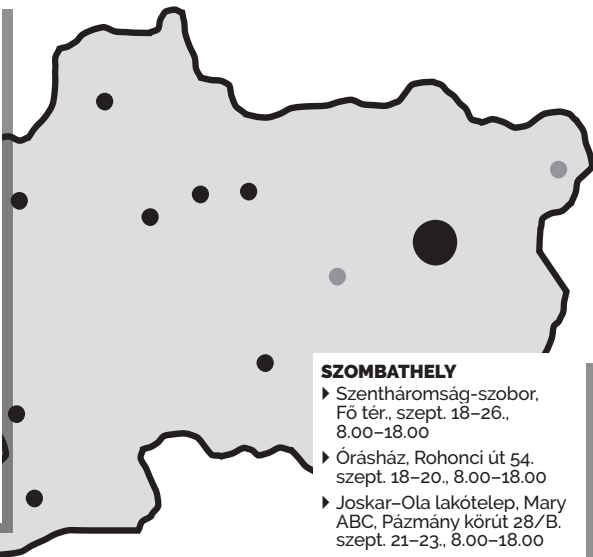 SZOMBATHELY
▶ Szentháromság-szobor,
Fő tér., szept. 18–26.,
8.00–18.00
▶ Órásház, Rohonci út 54.
szept. 18–20., 8.00–18.00
▶ Joskar–Ola lakótelep, Mary
ABC, Pázmány körút 28/B.
szept. 21–23., 8.00–18.00